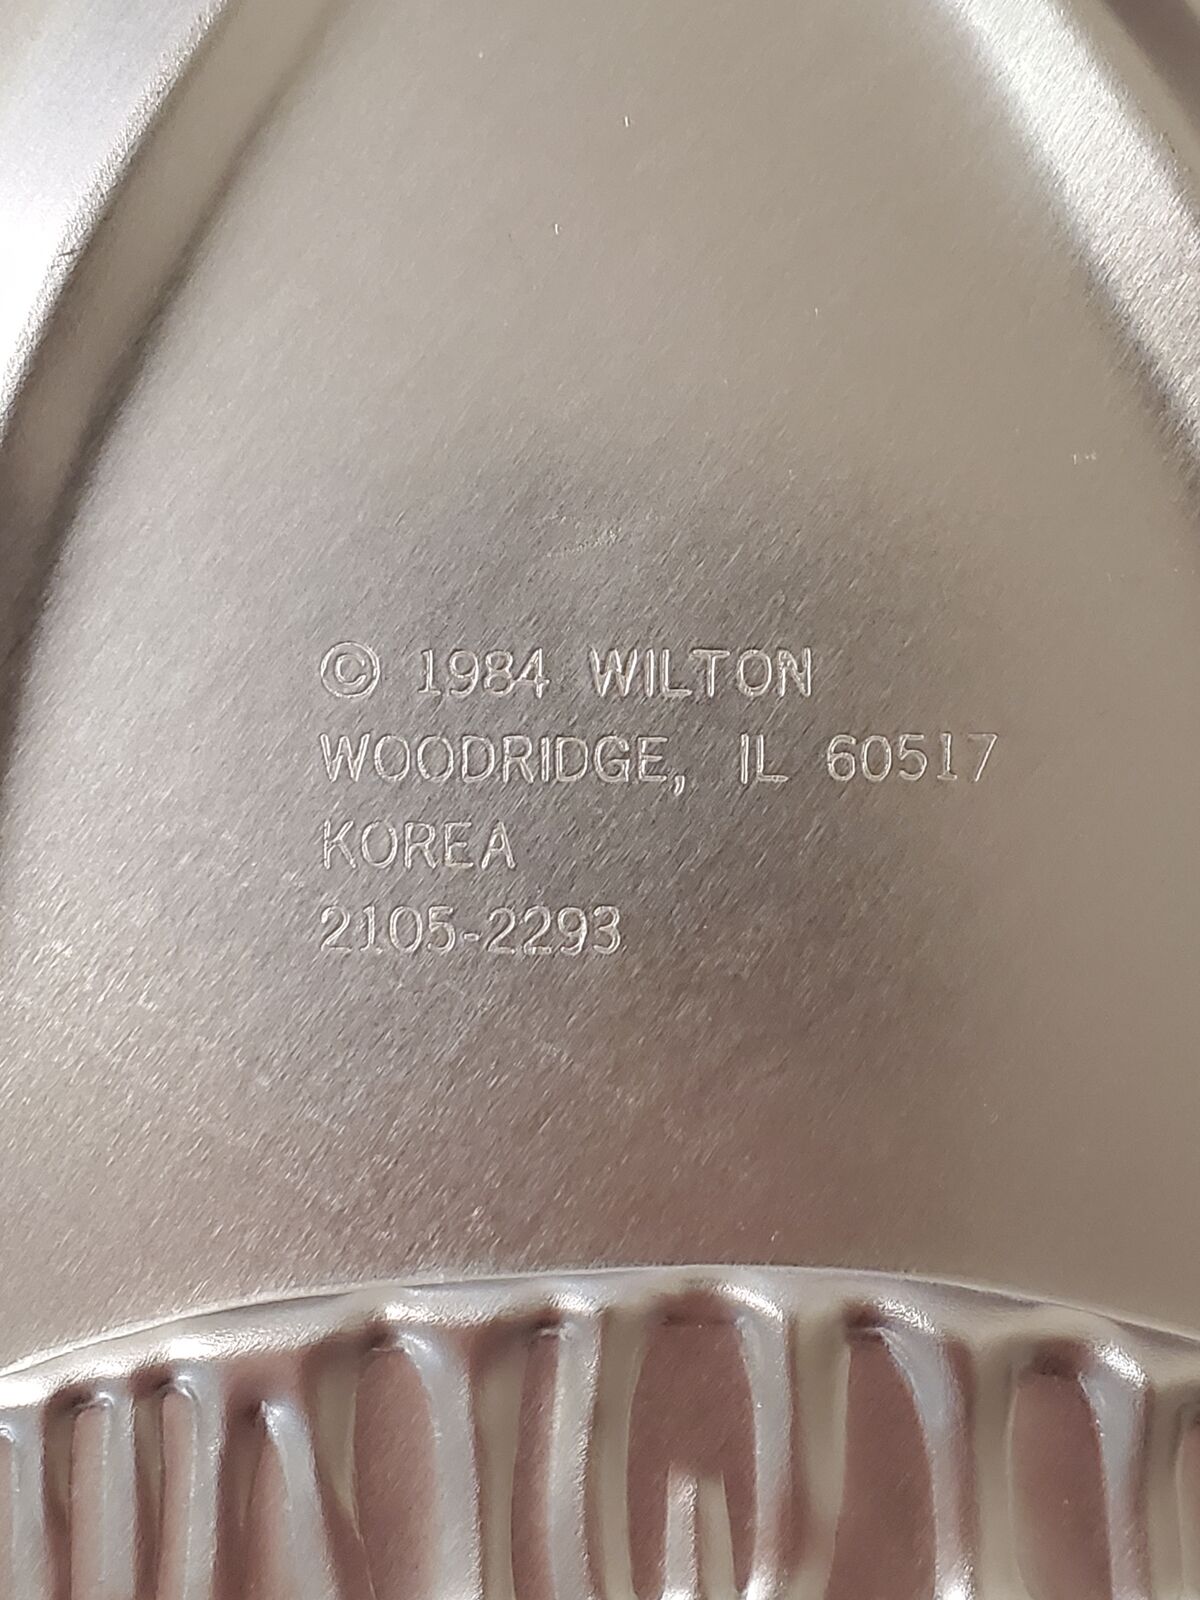 © 1984 WILTON
WOODRIDGE, IL 60517
KOREA
2105-2293